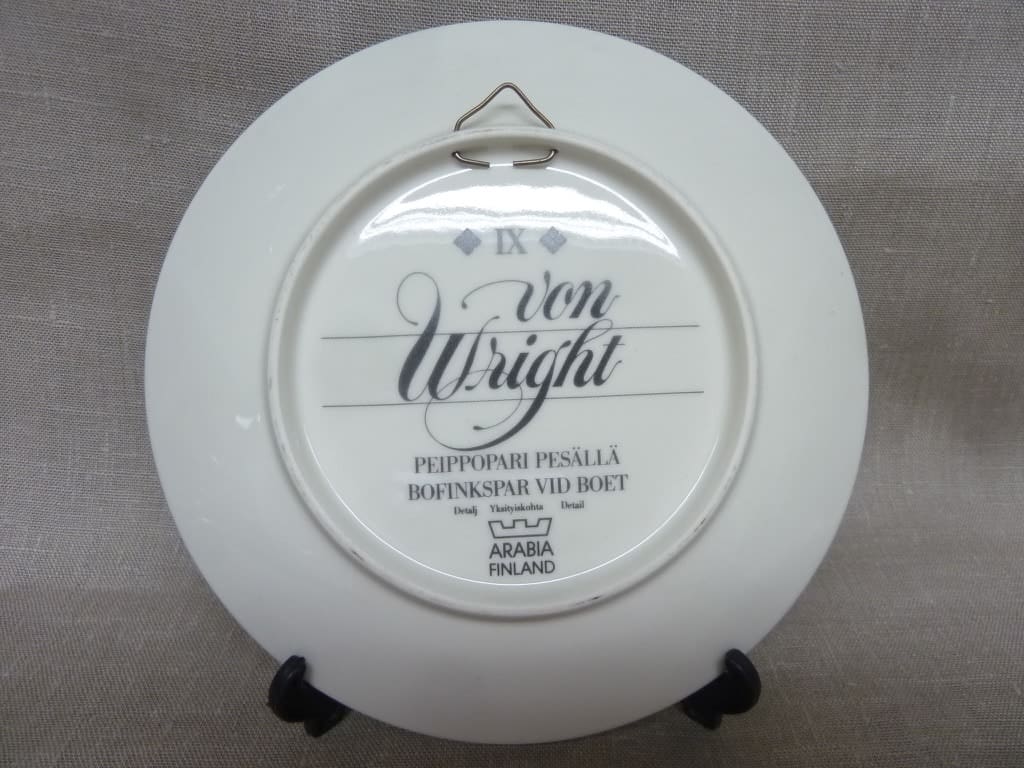 IX
von
Wright
PEIPPOPARI PESÄLLÄ
BOFINKSPAR VID BOET
Detalj Yksityiskohta Detail
ARABIA
FINLAND